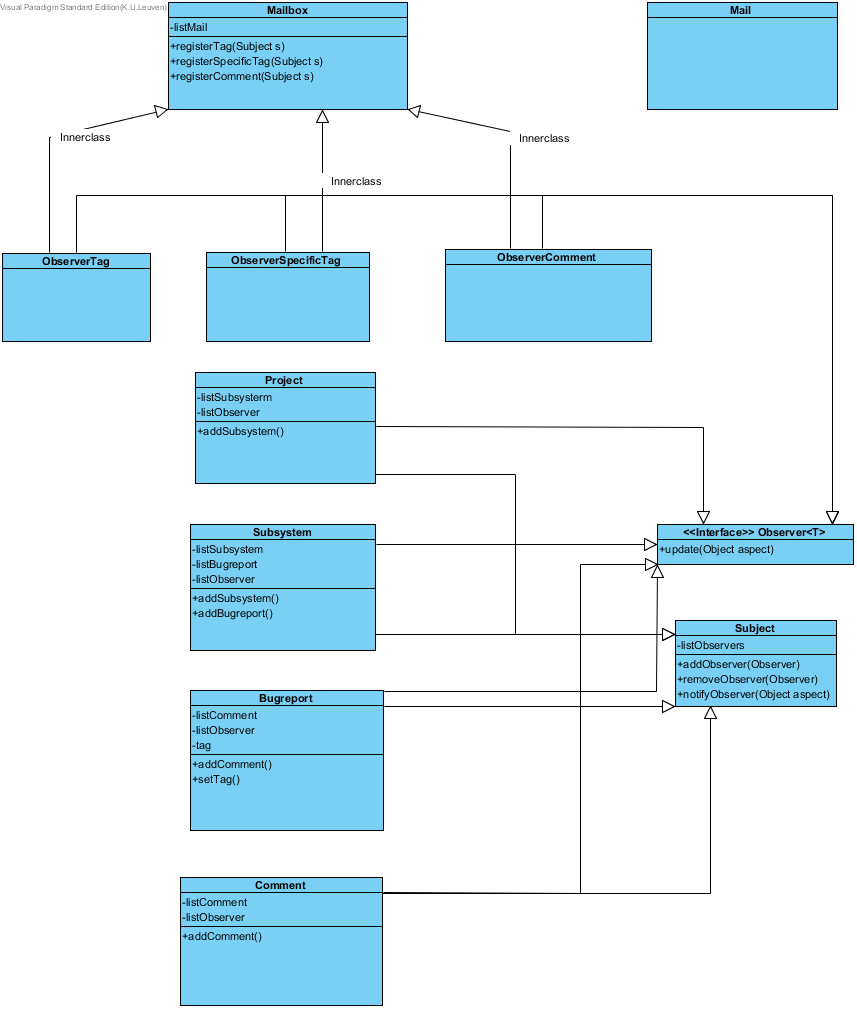 Visual Paradigm Standard Edition(K.U.Leuven)
Mailbox
-listMail
+registerTag(Subject s)
+registerSpecificTag(Subject s)
+registerComment(Subject s)
Mail
Innerclass
Innerclass
Innerclass
ObserverTag
ObserverSpecificTag
ObserverComment
Project
-listSubsysterm
-listObserver
+addSubsystem()
Subsystem
-listSubsystem
-listBugreport
-listObserver
+addSubsystem()
+addBugreport()
<<Interface>> Observer<T>
+update(Object aspect)
Subject
-listObservers
+addObserver(Observer)
+removeObserver(Observer)
+notifyObserver(Object aspect)
Bugreport
-listComment
-listObserver
-tag
+addComment()
+setTag()
Comment
-listComment
-listObserver
+addComment()